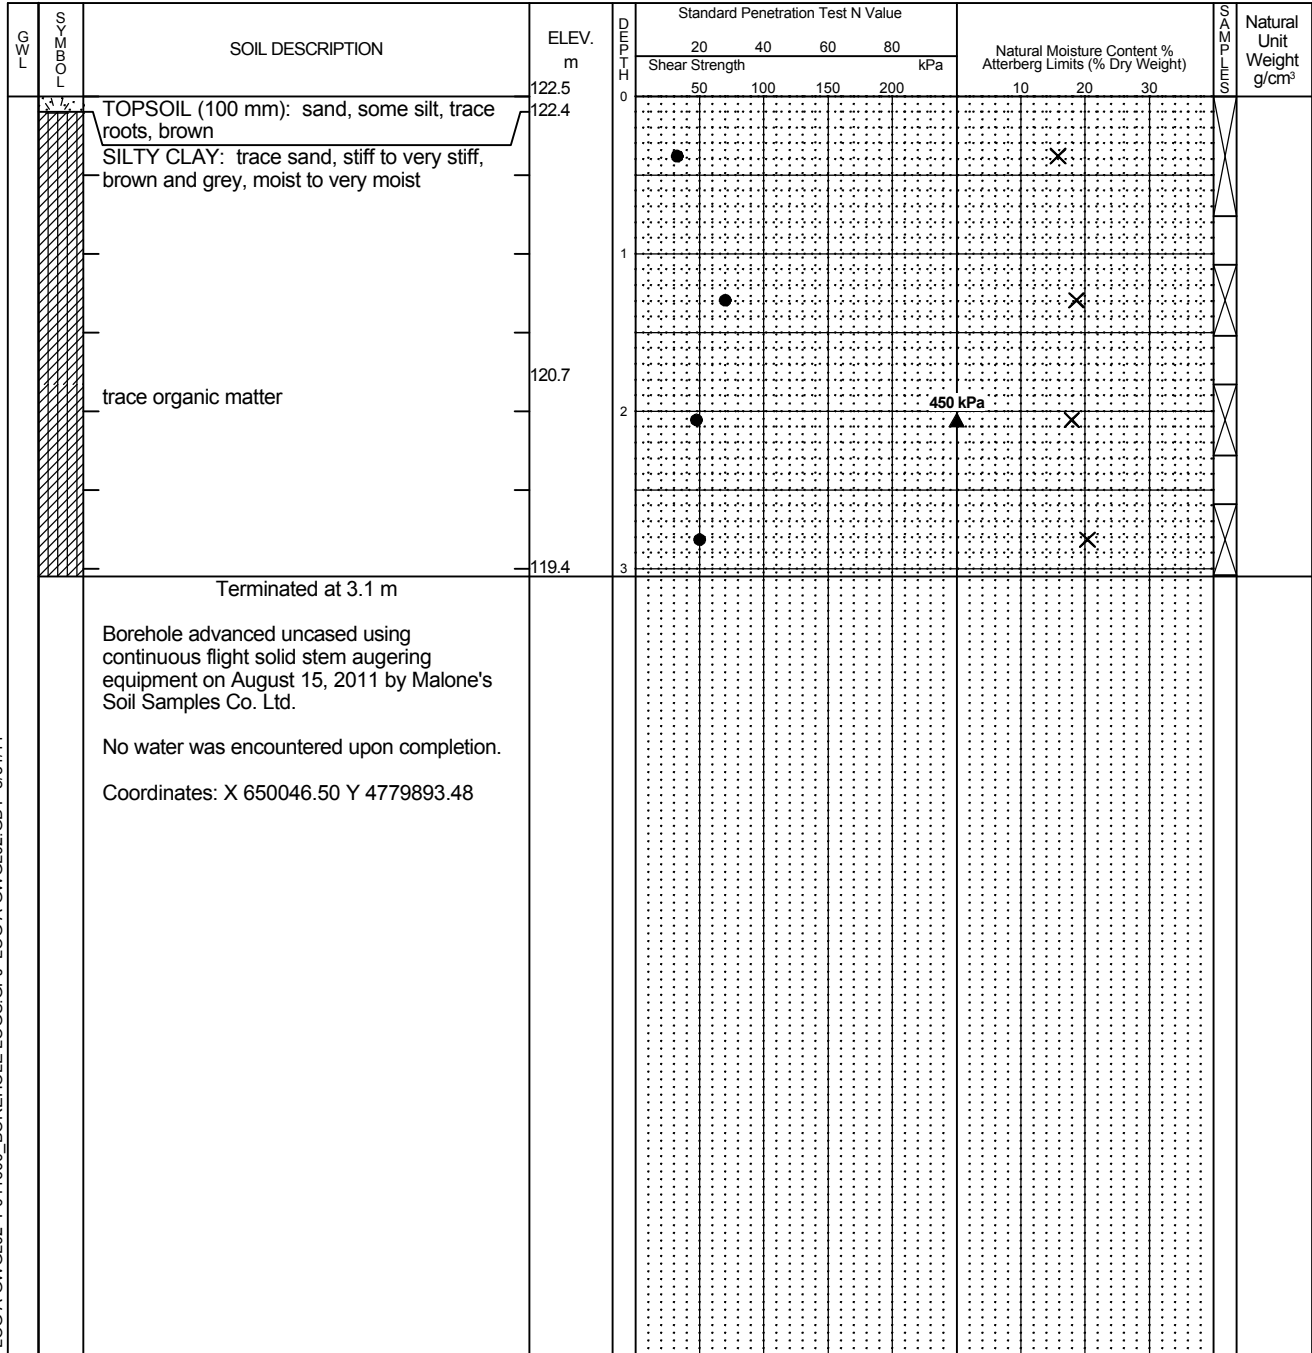 GWL
SYMBOL
SOIL DESCRIPTION
ELEV.
m
DEPTH
Standard Penetration Test N Value
20 40 60 80
Shear Strength kPa
50 100 150 200
Natural Moisture Content %
Atterberg Limits (% Dry Weight)
10 20 30
SAMPLES
Natural
Unit
Weight
g/cm³
122.5
0
TOPSOIL (100 mm): sand, some silt, trace
roots, brown
122.4
SILTY CLAY: trace sand, stiff to very stiff,
brown and grey, moist to very moist
1
120.7
trace organic matter
450 kPa
2
119.4
3
Terminated at 3.1 m
Borehole advanced uncased using
continuous flight solid stem augering
equipment on August 15, 2011 by Malone's
Soil Samples Co. Ltd.
No water was encountered upon completion.
Coordinates: X 650046.50 Y 4779893.48